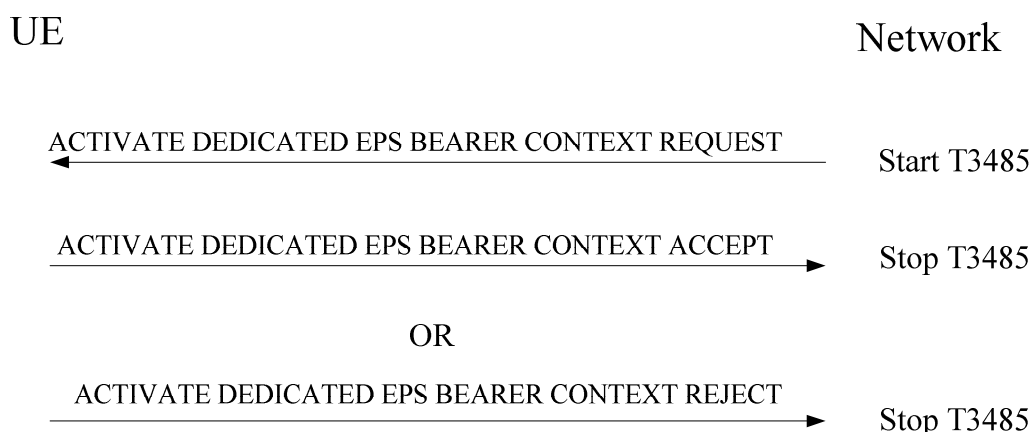 UE
Network
ACTIVATE DEDICATED EPS BEARER CONTEXT REQUEST
Start T3485
ACTIVATE DEDICATED EPS BEARER CONTEXT ACCEPT
Stop T3485
OR
ACTIVATE DEDICATED EPS BEARER CONTEXT REJECT
Stop T3485